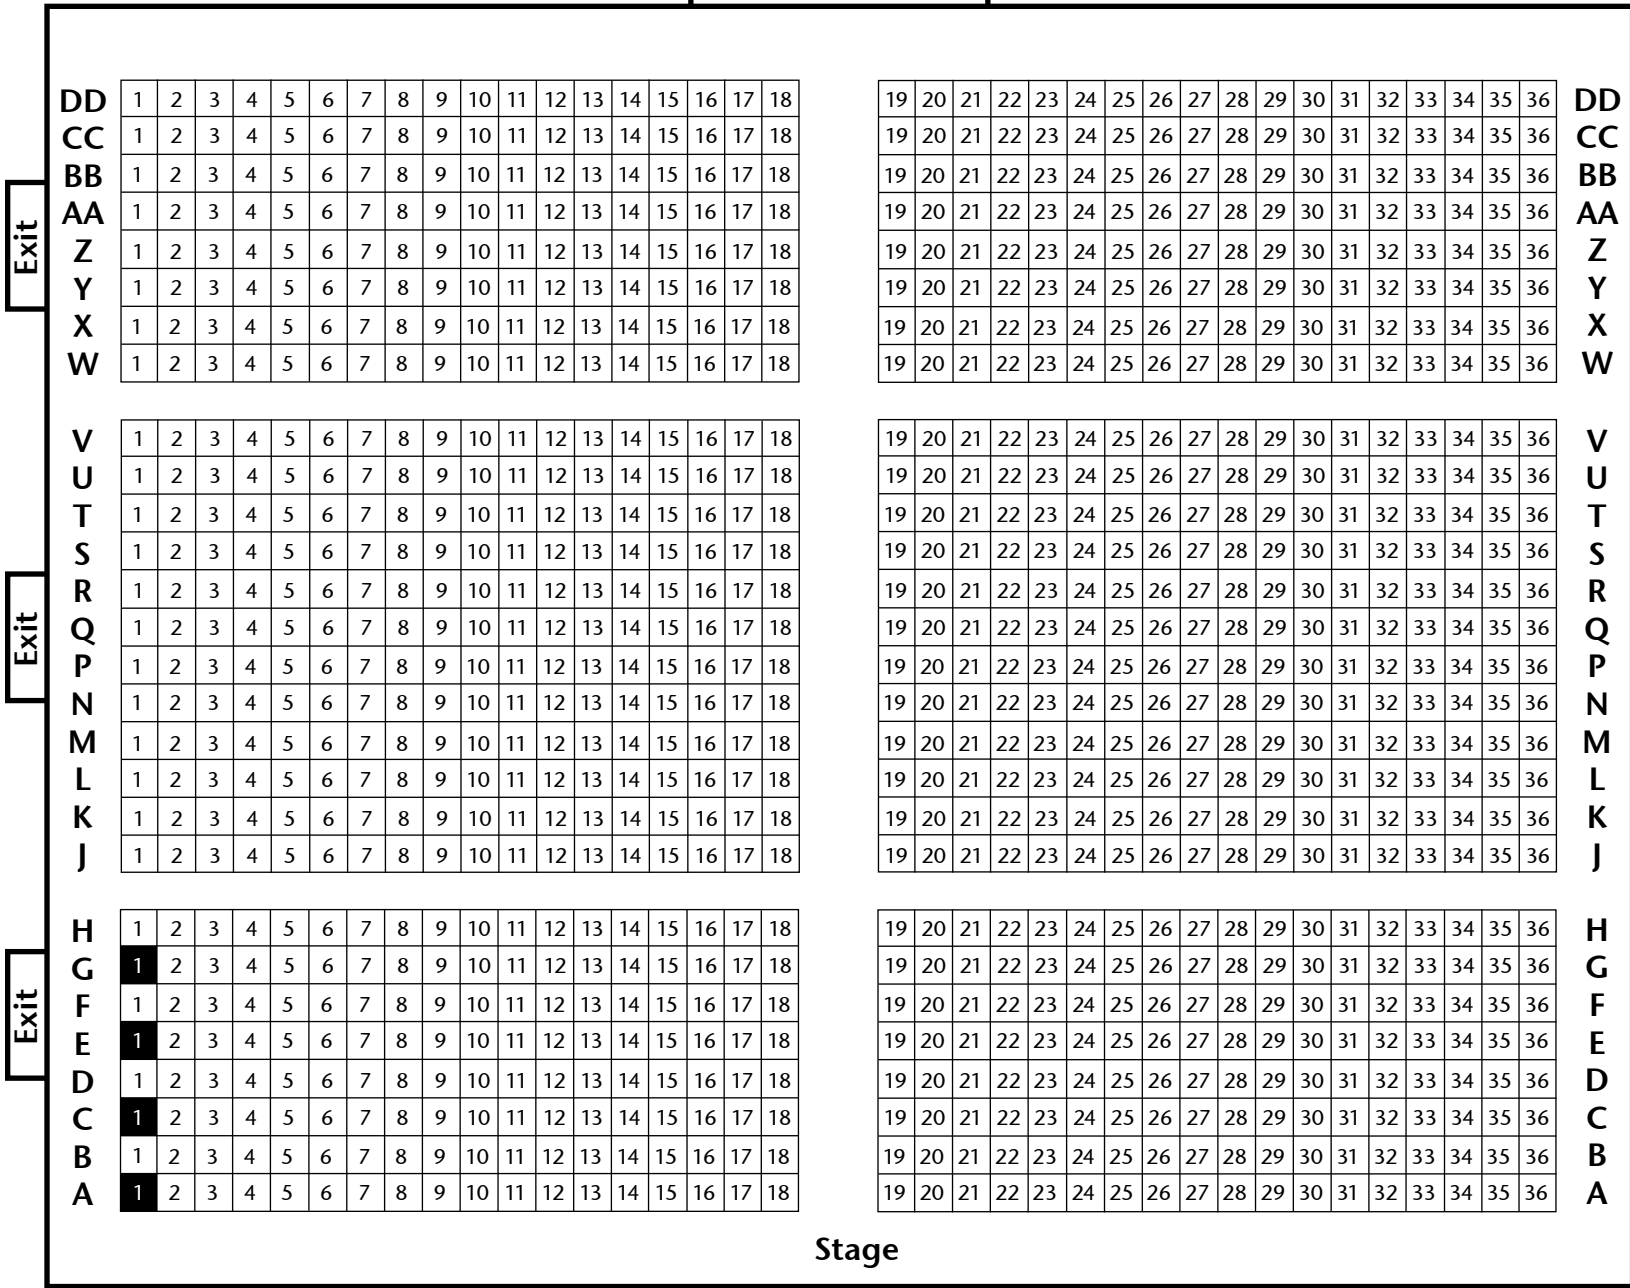 DD 1 2 3 4 5 6 7 8 9 10 11 12 13 14 15 16 17 18 19 20 21 22 23 24 25 26 27 28 29 30 31 32 33 34 35 36 DD
CC 1 2 3 4 5 6 7 8 9 10 11 12 13 14 15 16 17 18 19 20 21 22 23 24 25 26 27 28 29 30 31 32 33 34 35 36 CC
BB 1 2 3 4 5 6 7 8 9 10 11 12 13 14 15 16 17 18 19 20 21 22 23 24 25 26 27 28 29 30 31 32 33 34 35 36 BB
AA 1 2 3 4 5 6 7 8 9 10 11 12 13 14 15 16 17 18 19 20 21 22 23 24 25 26 27 28 29 30 31 32 33 34 35 36 AA
Exit
Z 1 2 3 4 5 6 7 8 9 10 11 12 13 14 15 16 17 18 19 20 21 22 23 24 25 26 27 28 29 30 31 32 33 34 35 36 Z
Y 1 2 3 4 5 6 7 8 9 10 11 12 13 14 15 16 17 18 19 20 21 22 23 24 25 26 27 28 29 30 31 32 33 34 35 36 Y
X 1 2 3 4 5 6 7 8 9 10 11 12 13 14 15 16 17 18 19 20 21 22 23 24 25 26 27 28 29 30 31 32 33 34 35 36 X
W 1 2 3 4 5 6 7 8 9 10 11 12 13 14 15 16 17 18 19 20 21 22 23 24 25 26 27 28 29 30 31 32 33 34 35 36 W
V 1 2 3 4 5 6 7 8 9 10 11 12 13 14 15 16 17 18 19 20 21 22 23 24 25 26 27 28 29 30 31 32 33 34 35 36 V
U 1 2 3 4 5 6 7 8 9 10 11 12 13 14 15 16 17 18 19 20 21 22 23 24 25 26 27 28 29 30 31 32 33 34 35 36 U
T 1 2 3 4 5 6 7 8 9 10 11 12 13 14 15 16 17 18 19 20 21 22 23 24 25 26 27 28 29 30 31 32 33 34 35 36 T
S 1 2 3 4 5 6 7 8 9 10 11 12 13 14 15 16 17 18 19 20 21 22 23 24 25 26 27 28 29 30 31 32 33 34 35 36 S
R 1 2 3 4 5 6 7 8 9 10 11 12 13 14 15 16 17 18 19 20 21 22 23 24 25 26 27 28 29 30 31 32 33 34 35 36 R
Exit
Q 1 2 3 4 5 6 7 8 9 10 11 12 13 14 15 16 17 18 19 20 21 22 23 24 25 26 27 28 29 30 31 32 33 34 35 36 Q
P 1 2 3 4 5 6 7 8 9 10 11 12 13 14 15 16 17 18 19 20 21 22 23 24 25 26 27 28 29 30 31 32 33 34 35 36 P
N 1 2 3 4 5 6 7 8 9 10 11 12 13 14 15 16 17 18 19 20 21 22 23 24 25 26 27 28 29 30 31 32 33 34 35 36 N
M 1 2 3 4 5 6 7 8 9 10 11 12 13 14 15 16 17 18 19 20 21 22 23 24 25 26 27 28 29 30 31 32 33 34 35 36 M
L 1 2 3 4 5 6 7 8 9 10 11 12 13 14 15 16 17 18 19 20 21 22 23 24 25 26 27 28 29 30 31 32 33 34 35 36 L
K 1 2 3 4 5 6 7 8 9 10 11 12 13 14 15 16 17 18 19 20 21 22 23 24 25 26 27 28 29 30 31 32 33 34 35 36 K
J 1 2 3 4 5 6 7 8 9 10 11 12 13 14 15 16 17 18 19 20 21 22 23 24 25 26 27 28 29 30 31 32 33 34 35 36 J
H 1 2 3 4 5 6 7 8 9 10 11 12 13 14 15 16 17 18 19 20 21 22 23 24 25 26 27 28 29 30 31 32 33 34 35 36 H
G 1 2 3 4 5 6 7 8 9 10 11 12 13 14 15 16 17 18 19 20 21 22 23 24 25 26 27 28 29 30 31 32 33 34 35 36 G
F 1 2 3 4 5 6 7 8 9 10 11 12 13 14 15 16 17 18 19 20 21 22 23 24 25 26 27 28 29 30 31 32 33 34 35 36 F
Exit
E 1 2 3 4 5 6 7 8 9 10 11 12 13 14 15 16 17 18 19 20 21 22 23 24 25 26 27 28 29 30 31 32 33 34 35 36 E
D 1 2 3 4 5 6 7 8 9 10 11 12 13 14 15 16 17 18 19 20 21 22 23 24 25 26 27 28 29 30 31 32 33 34 35 36 D
C 1 2 3 4 5 6 7 8 9 10 11 12 13 14 15 16 17 18 19 20 21 22 23 24 25 26 27 28 29 30 31 32 33 34 35 36 C
B 1 2 3 4 5 6 7 8 9 10 11 12 13 14 15 16 17 18 19 20 21 22 23 24 25 26 27 28 29 30 31 32 33 34 35 36 B
A 1 2 3 4 5 6 7 8 9 10 11 12 13 14 15 16 17 18 19 20 21 22 23 24 25 26 27 28 29 30 31 32 33 34 35 36 A
Stage